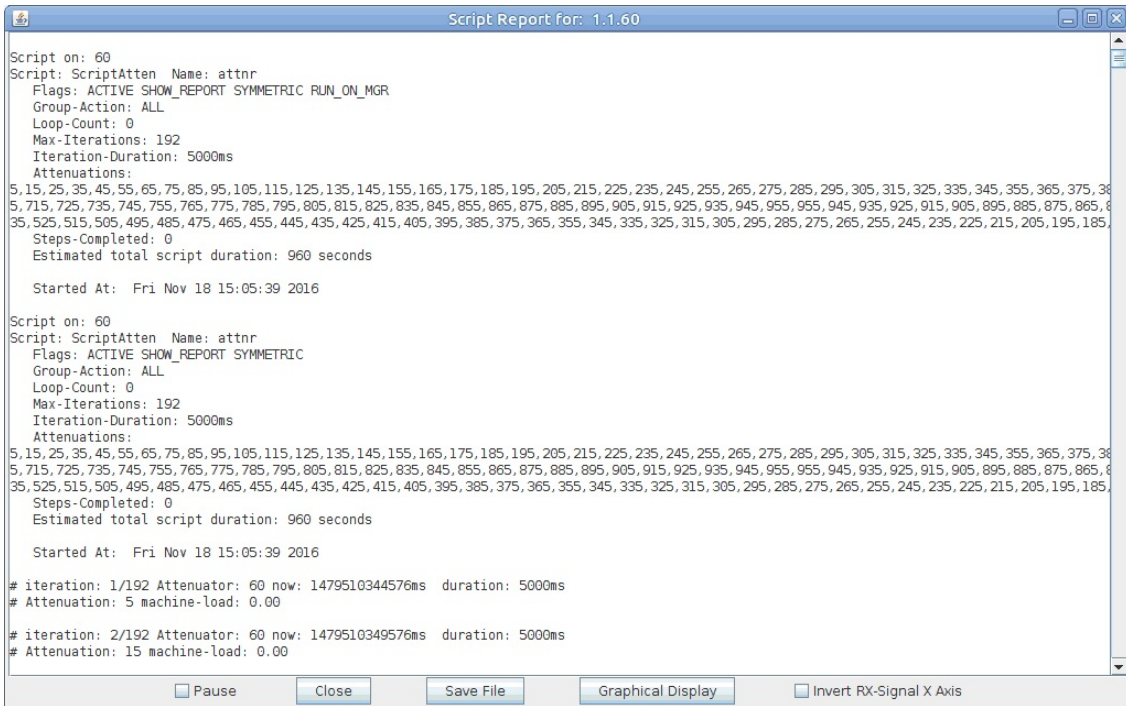 Script Report for: 1.1.60
Script on: 60
Script: ScriptAtten Name: attnr
Flags: ACTIVE SHOW_REPORT SYMMETRIC RUN_ON_MGR
Group-Action: ALL
Loop-Count: 0
Max-Iterations: 192
Iteration-Duration: 5000ms
Attenuations:
5,15,25,35,45,55,65,75,85,95,105,115,125,135,145,155,165,175,185,195,205,215,225,235,245,255,265,275,285,295,305,315,325,335,345,355,365,375,38
5,715,725,735,745,755,765,775,785,795,805,815,825,835,845,855,865,875,885,895,905,915,925,935,945,955,955,945,935,925,915,905,895,885,875,865,8
35,525,515,505,495,485,475,465,455,445,435,425,415,405,395,385,375,365,355,345,335,325,315,305,295,285,275,265,255,245,235,225,215,205,195,185,
Steps-Completed: 0
Estimated total script duration: 960 seconds
Started At: Fri Nov 18 15:05:39 2016
Script on: 60
Script: ScriptAtten Name: attnr
Flags: ACTIVE SHOW_REPORT SYMMETRIC
Group-Action: ALL
Loop-Count: 0
Max-Iterations: 192
Iteration-Duration: 5000ms
Attenuations:
5,15,25,35,45,55,65,75,85,95,105,115,125,135,145,155,165,175,185,195,205,215,225,235,245,255,265,275,285,295,305,315,325,335,345,355,365,375,38
5,715,725,735,745,755,765,775,785,795,805,815,825,835,845,855,865,875,885,895,905,915,925,935,945,955,955,945,935,925,915,905,895,885,875,865,8
35,525,515,505,495,485,475,465,455,445,435,425,415,405,395,385,375,365,355,345,335,325,315,305,295,285,275,265,255,245,235,225,215,205,195,185,
Steps-Completed: 0
Estimated total script duration: 960 seconds
Started At: Fri Nov 18 15:05:39 2016
# iteration: 1/192 Attenuator: 60 now: 1479510344576ms duration: 5000ms
# Attenuation: 5 machine-load: 0.00
# iteration: 2/192 Attenuator: 60 now: 1479510349576ms duration: 5000ms
# Attenuation: 15 machine-load: 0.00
Pause Close Save File Graphical Display Invert RX-Signal X Axis